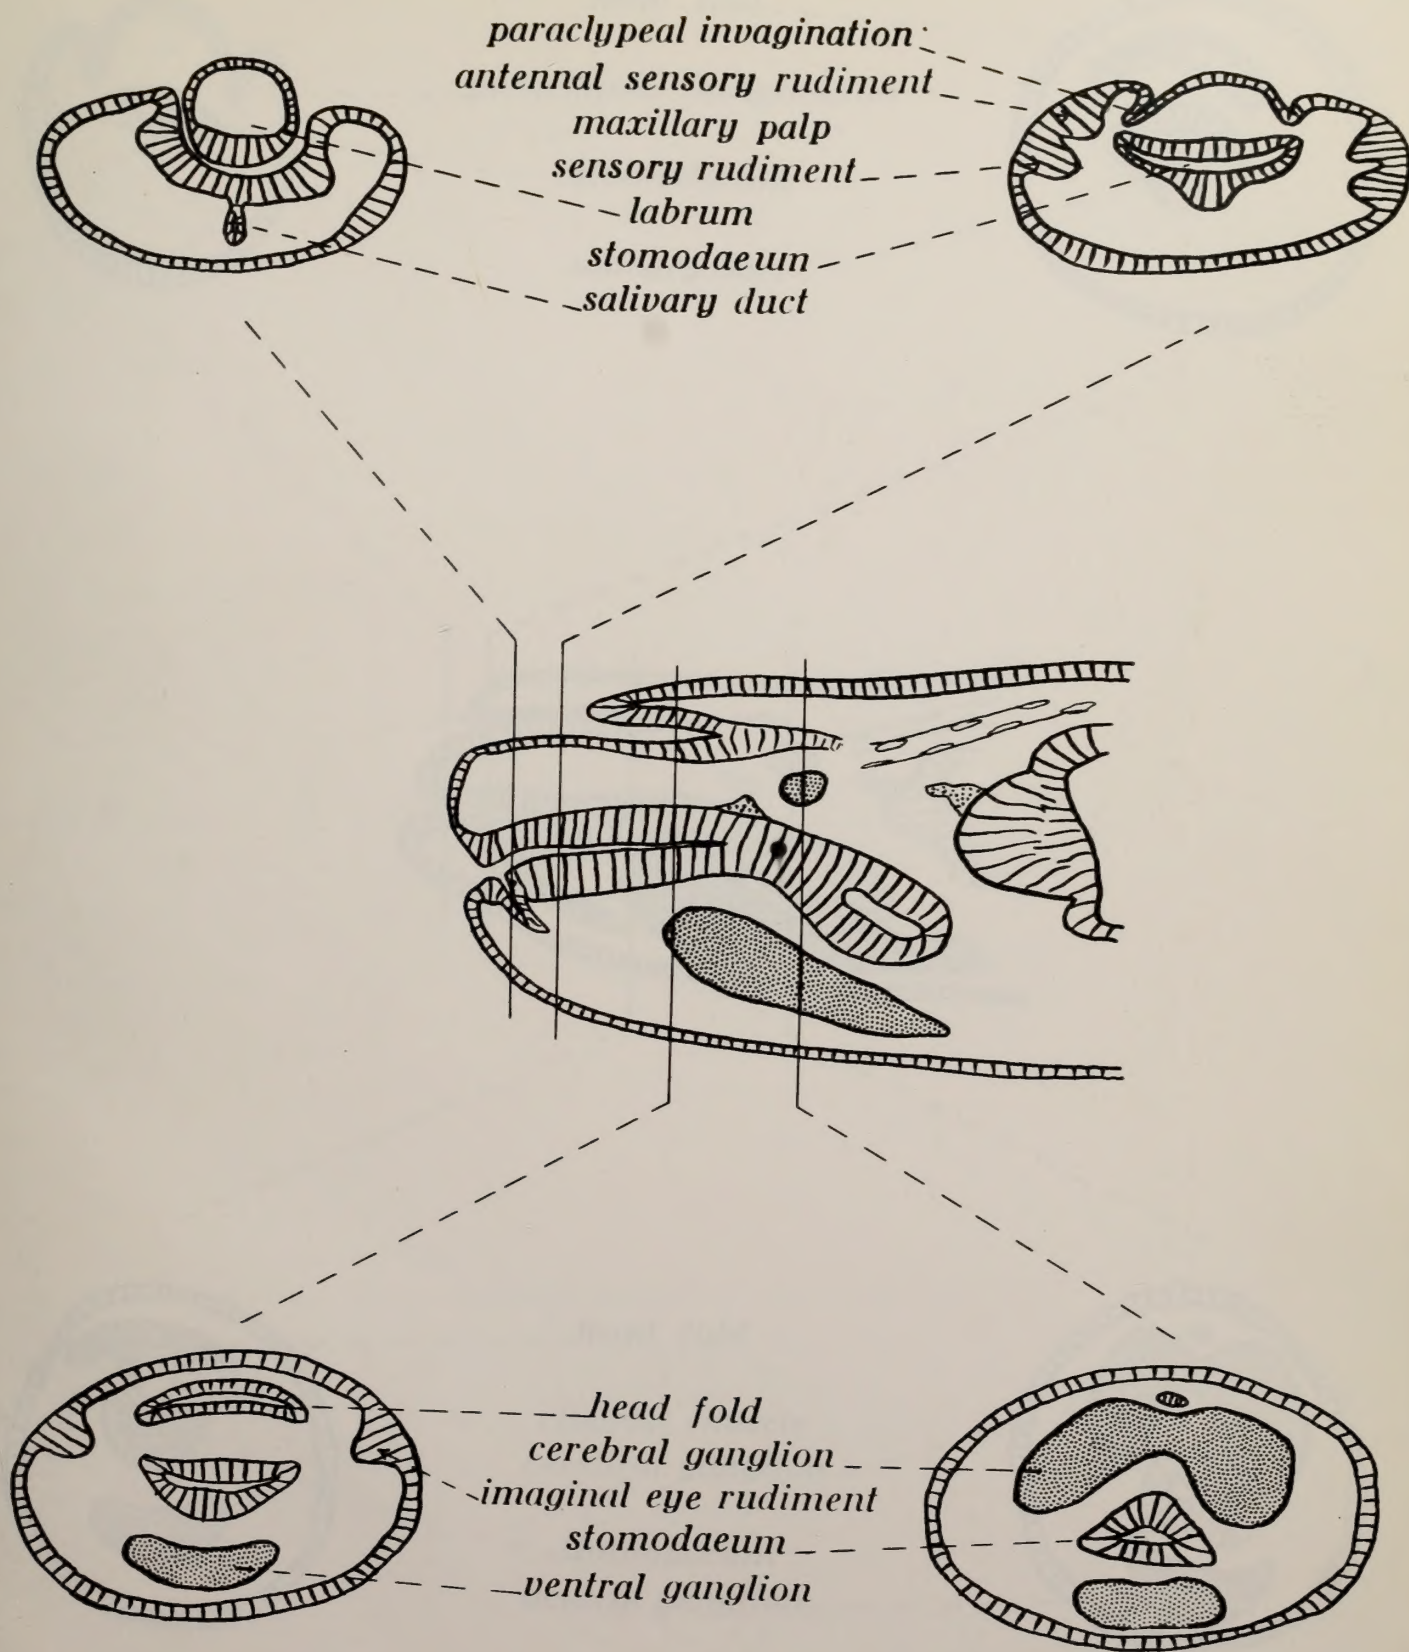 paraclypeal invagination
antennal sensory rudiment
maxillary palp
sensory rudiment
labrum
stomodaeum
salivary duct
head fold
cerebral ganglion
imaginal eye rudiment
stomodaeum
ventral ganglion